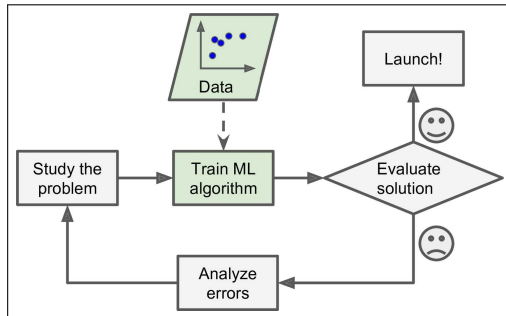 Data
Launch!
Study the
problem
Train ML
algorithm
Evaluate
solution
Analyze
errors